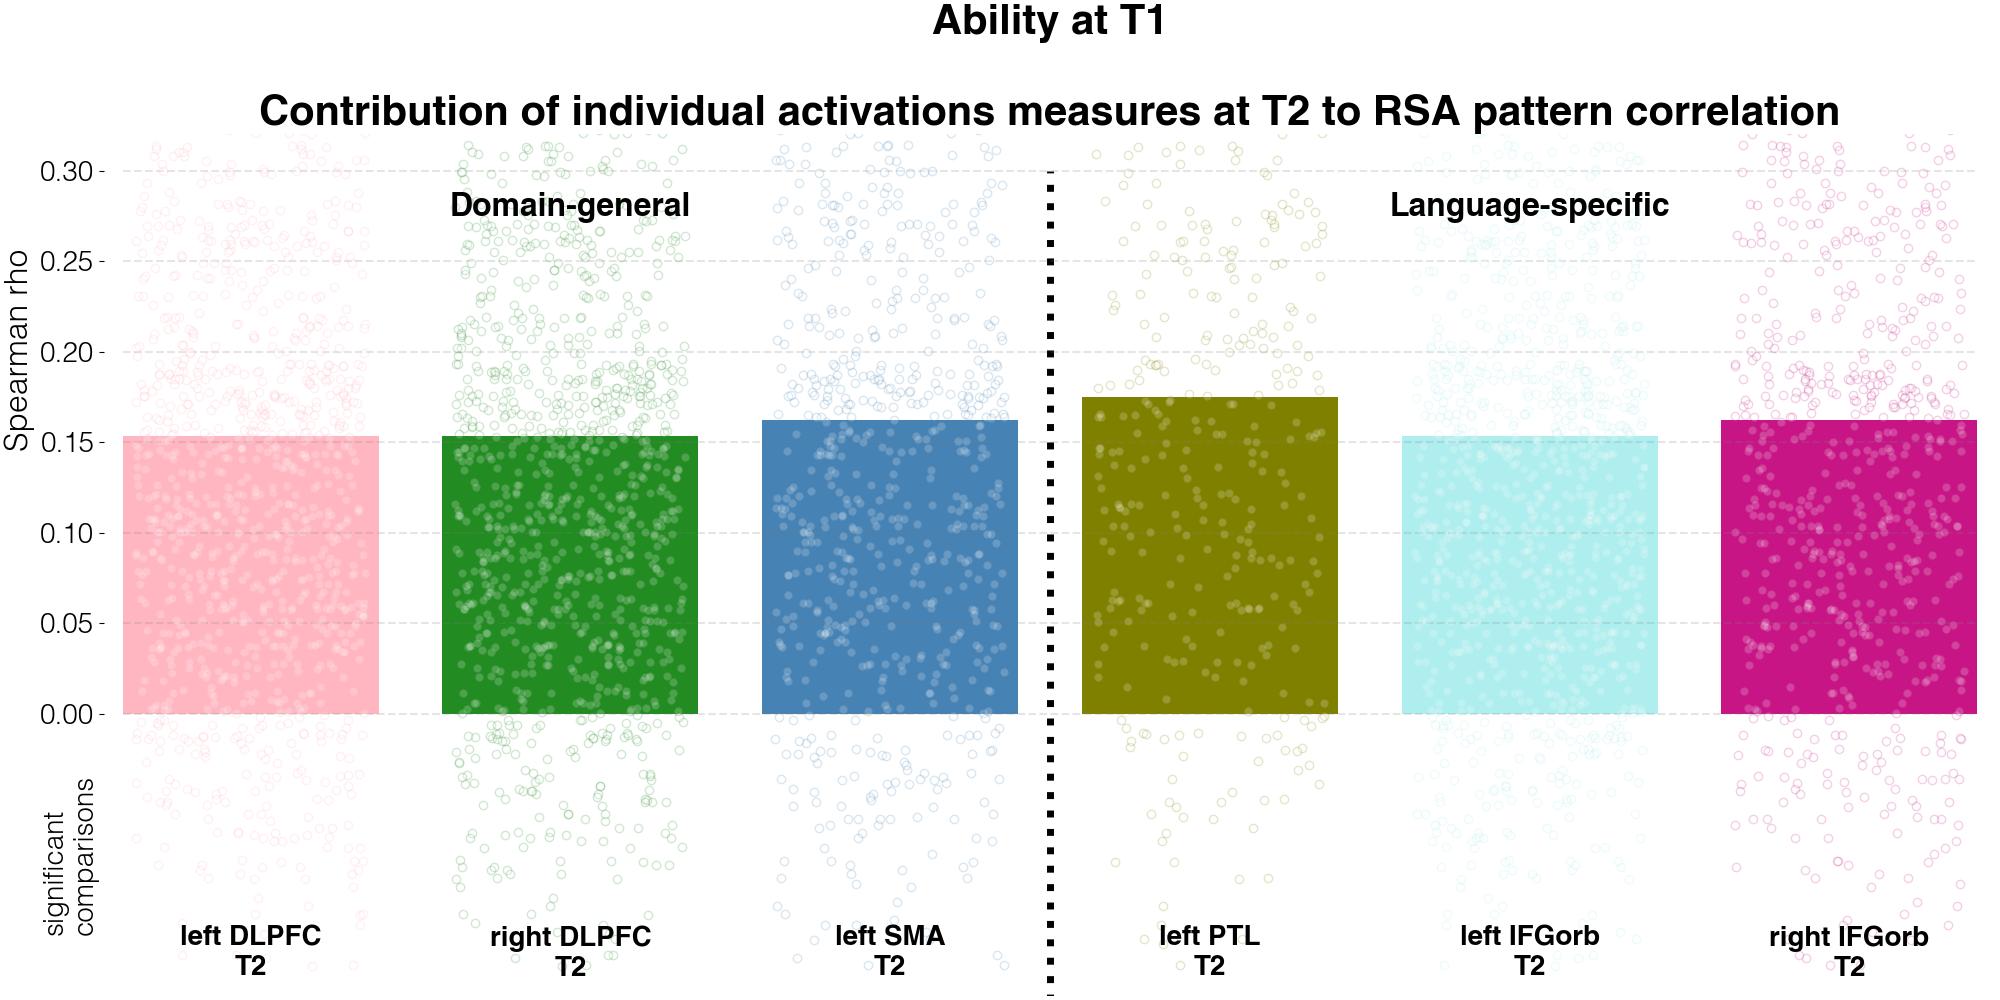 Ability at T1
Contribution of individual activations measures at T2 to RSA pattern correlation
Domain-general
Language-specific
Spearman rho
0.30
0.25
0.20
0.15
0.10
0.05
0.00
significant
comparisons
left DLPFC
T2
right DLPFC
T2
left SMA
T2
left PTL
T2
left IFGorb
T2
right IFGorb
T2